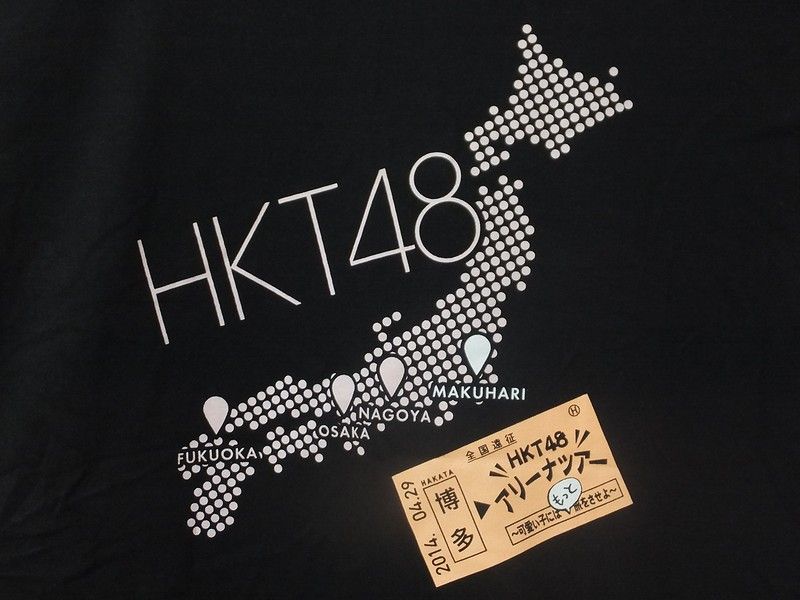 HKT48
MAKUHARI
NAGOYA
OSAKA
FUKUOKA
H
全国遠征
HKT48
アリーナツアー
もっと
〜可愛い子には旅をさせよ〜
HAKATA
博多
2014. 04.29